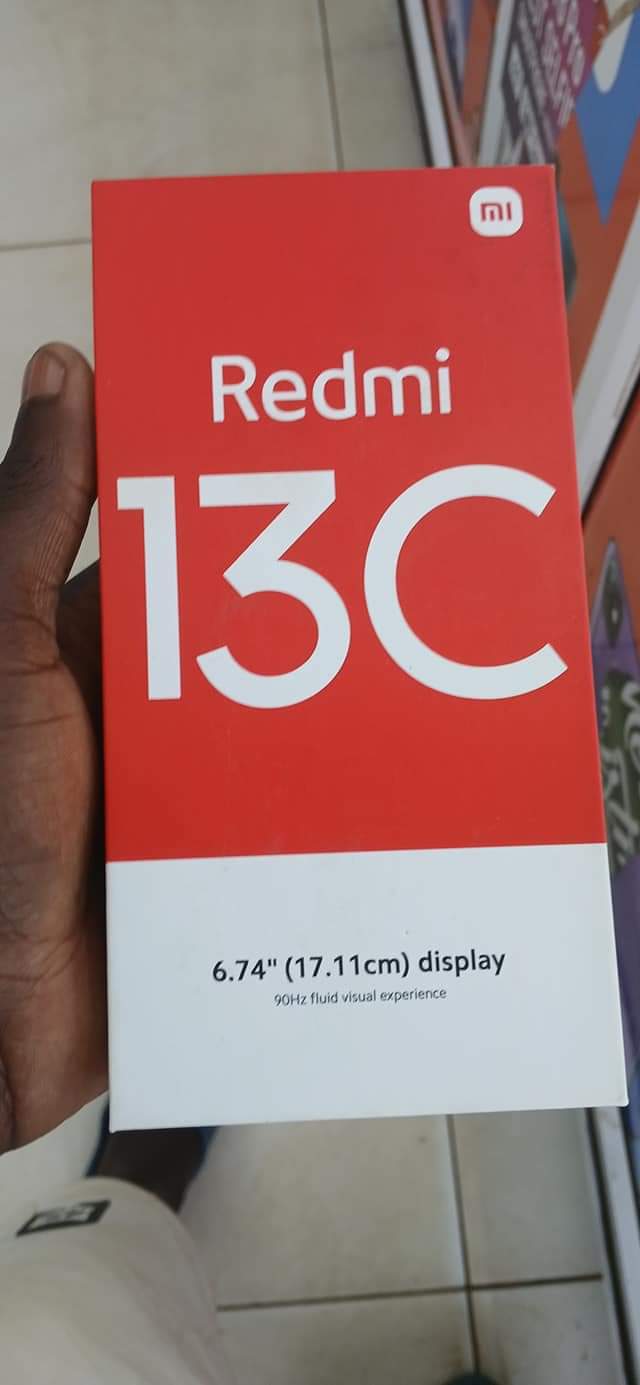 mi
Redmi
13C
6.74" (17.11cm) display
90Hz fluid visual experience